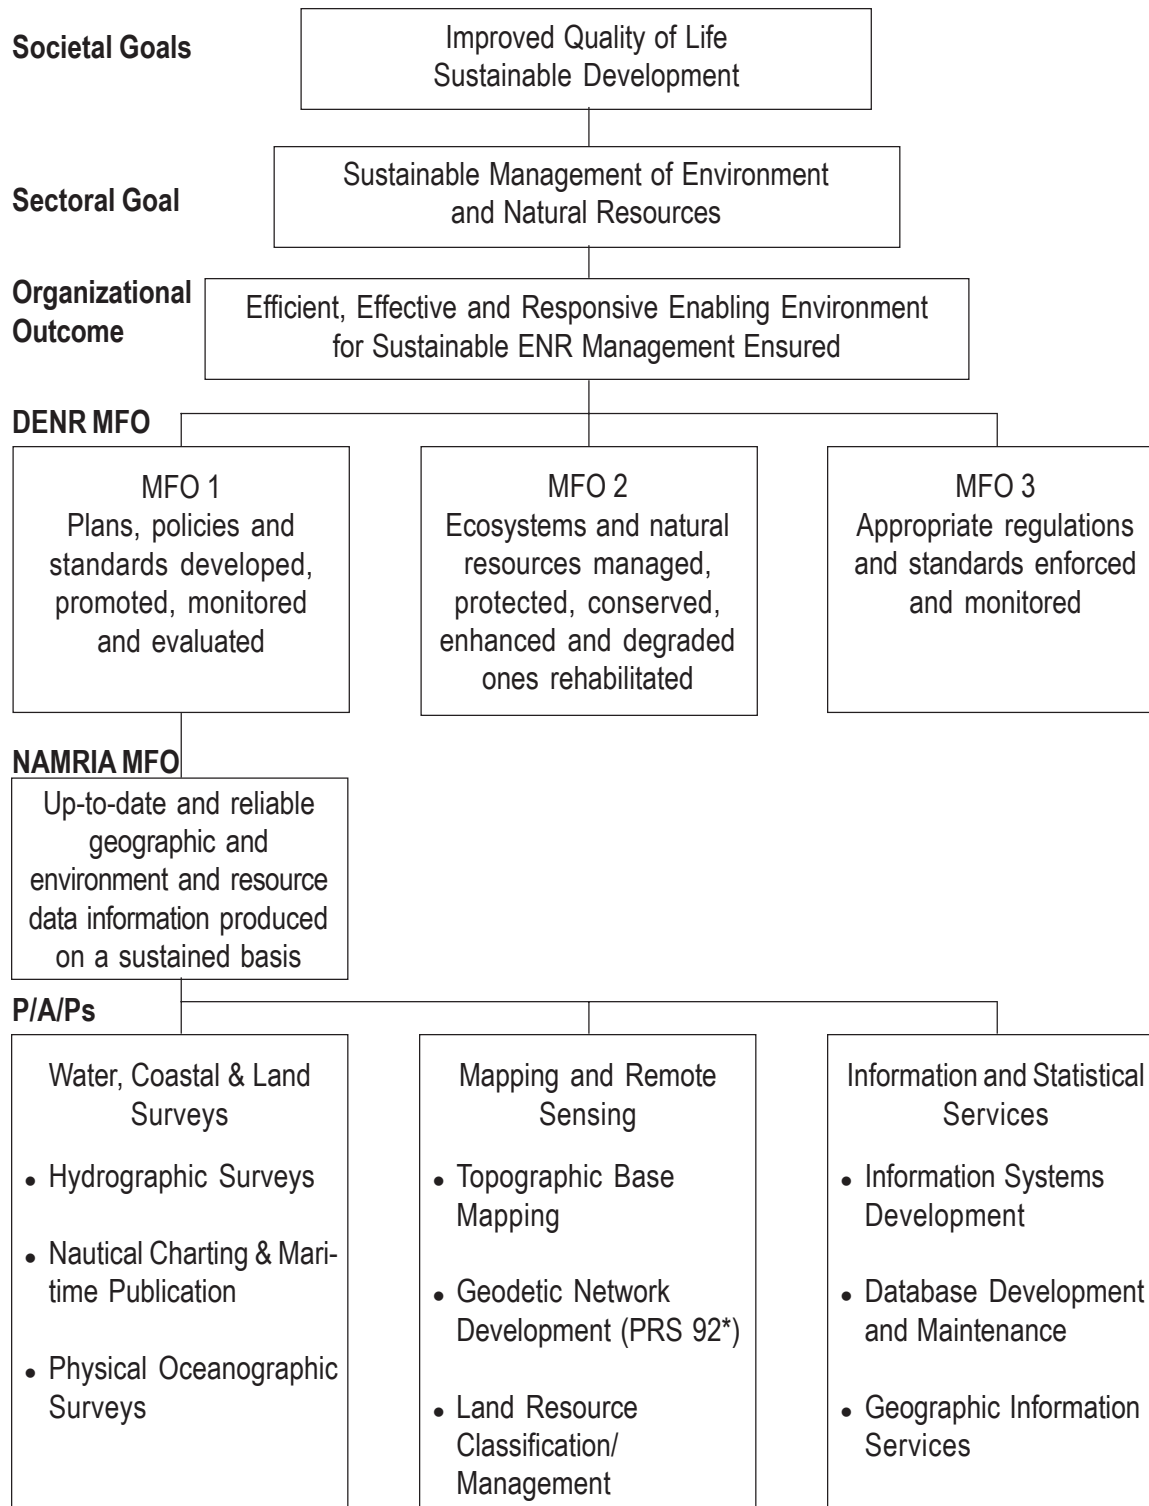 Societal Goals
Improved Quality of Life
Sustainable Development
Sectoral Goal
Sustainable Management of Environment
and Natural Resources
Organizational
Outcome
Efficient, Effective and Responsive Enabling Environment
for Sustainable ENR Management Ensured
DENR MFO
MFO 1
Plans, policies and
standards developed,
promoted, monitored
and evaluated
MFO 2
Ecosystems and natural
resources managed,
protected, conserved,
enhanced and degraded
ones rehabilitated
MFO 3
Appropriate regulations
and standards enforced
and monitored
NAMRIA MFO
Up-to-date and reliable
geographic and
environment and resource
data information produced
on a sustained basis
P/A/Ps
Water, Coastal & Land
Surveys
• Hydrographic Surveys
• Nautical Charting & Mari-
time Publication
• Physical Oceanographic
Surveys
Mapping and Remote
Sensing
• Topographic Base
Mapping
• Geodetic Network
Development (PRS 92*)
• Land Resource
Classification/
Management
Information and Statistical
Services
• Information Systems
Development
• Database Development
and Maintenance
• Geographic Information
Services